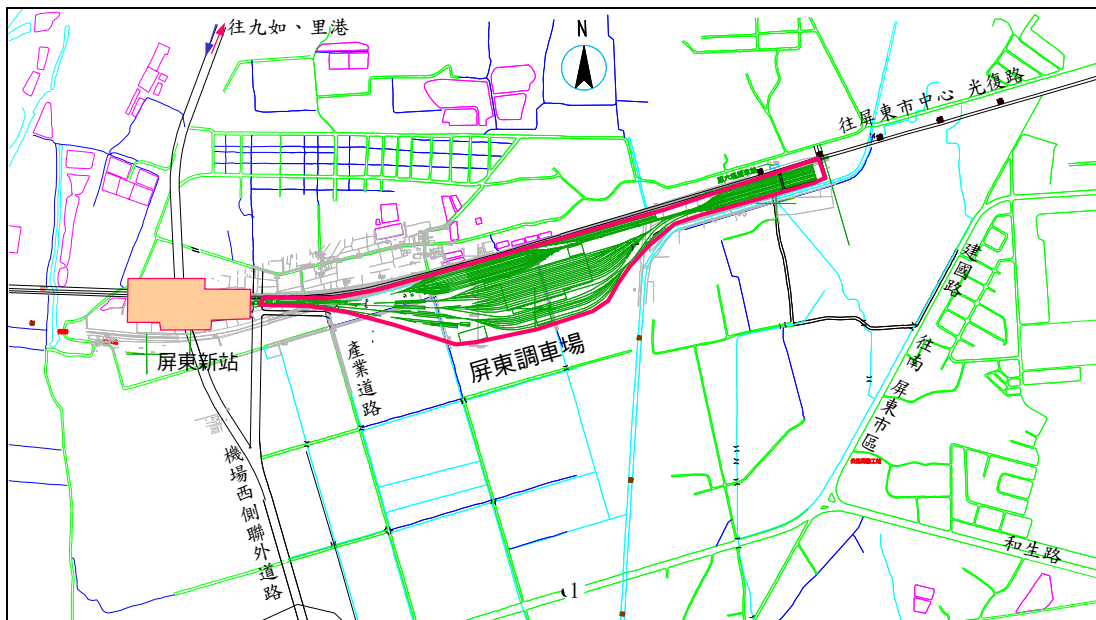 往九如、里港
N
往屏東市中心 光復路
建國路
往南 屏東市區
屏東新站
產業道路
屏東調車場
機場西側聯外道路
和生路
1